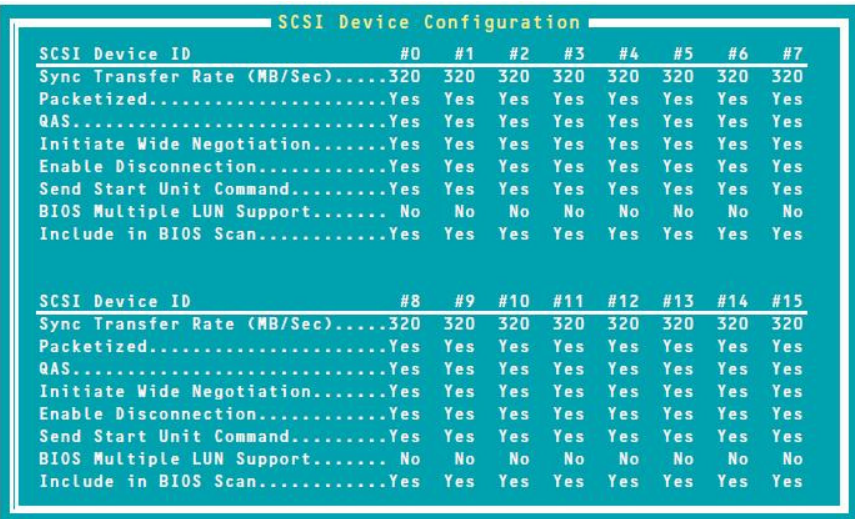 SCSI Device Configuration
SCSI Device ID #0 #1 #2 #3 #4 #5 #6 #7
Sync Transfer Rate (MB/Sec).....320 320 320 320 320 320 320 320
Packetized......................Yes Yes Yes Yes Yes Yes Yes Yes
QAS.............................Yes Yes Yes Yes Yes Yes Yes Yes
Initiate Wide Negotiation.......Yes Yes Yes Yes Yes Yes Yes Yes
Enable Disconnection............Yes Yes Yes Yes Yes Yes Yes Yes
Send Start Unit Command.........Yes Yes Yes Yes Yes Yes Yes Yes
BIOS Multiple LUN Support....... No No No No No No No No
Include in BIOS Scan............Yes Yes Yes Yes Yes Yes Yes Yes
SCSI Device ID #8 #9 #10 #11 #12 #13 #14 #15
Sync Transfer Rate (MB/Sec).....320 320 320 320 320 320 320 320
Packetized......................Yes Yes Yes Yes Yes Yes Yes Yes
QAS.............................Yes Yes Yes Yes Yes Yes Yes Yes
Initiate Wide Negotiation.......Yes Yes Yes Yes Yes Yes Yes Yes
Enable Disconnection............Yes Yes Yes Yes Yes Yes Yes Yes
Send Start Unit Command.........Yes Yes Yes Yes Yes Yes Yes Yes
BIOS Multiple LUN Support....... No No No No No No No No
Include in BIOS Scan............Yes Yes Yes Yes Yes Yes Yes Yes